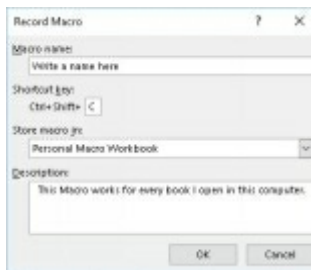 Record Macro ? ×
Macro name:
Write a name here
Shortcut key:
Ctrl+Shift+ C
Store macro in:
Personal Macro Workbook
Description:
This Macro works for every book I open in this computer.
OK Cancel